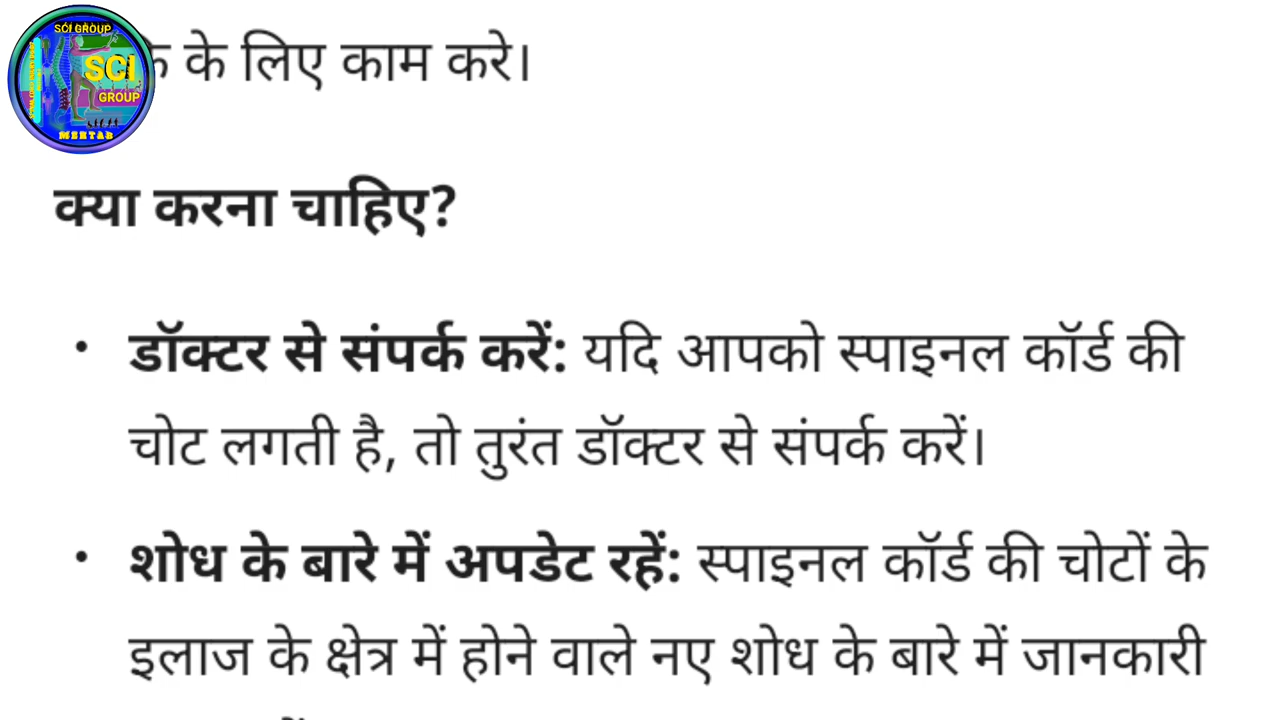 SCI GROUP
SCI
GROUP
MEHTAB
के लिए काम करे।
क्या करना चाहिए?
• डॉक्टर से संपर्क करें: यदि आपको स्पाइनल कॉर्ड की
चोट लगती है, तो तुरंत डॉक्टर से संपर्क करें।
• शोध के बारे में अपडेट रहें: स्पाइनल कॉर्ड की चोटों के
इलाज के क्षेत्र में होने वाले नए शोध के बारे में जानकारी